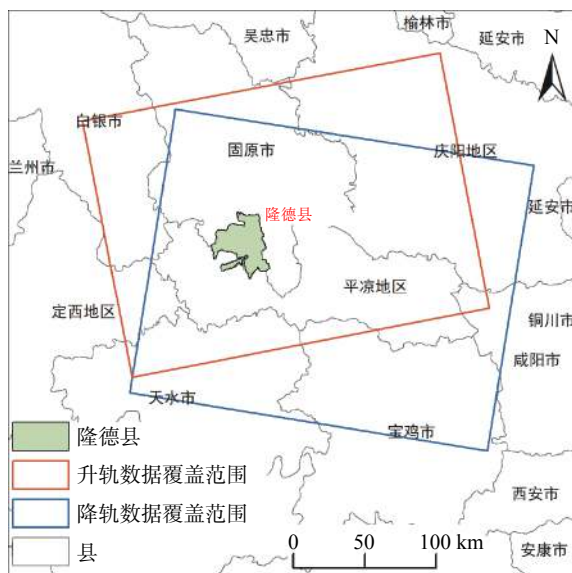 榆林市
吴忠市
延安市
N
白银市
固原市
庆阳地区
兰州市
延安市
隆德县
平凉地区
定西地区
铜川市
咸阳市
天水市
宝鸡市
隆德县
升轨数据覆盖范围
降轨数据覆盖范围
西安市
县
0 50 100 km
安康市